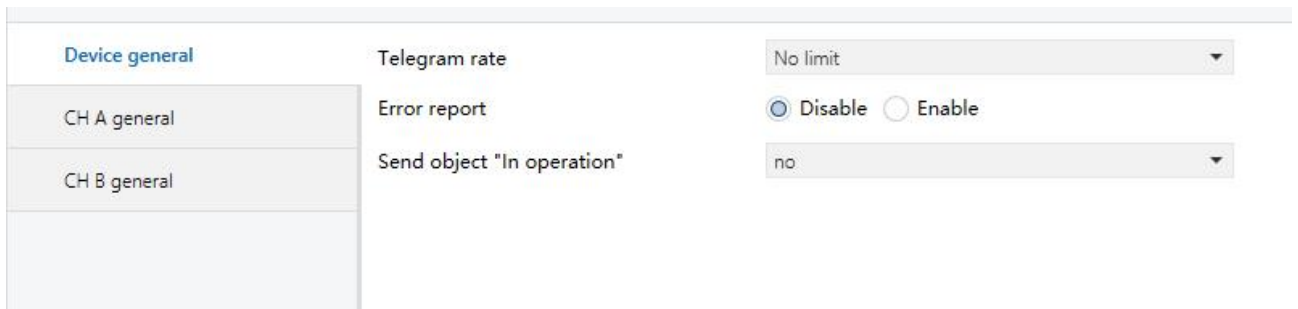 Device general
CH A general
CH B general
Telegram rate No limit
Error report Disable Enable
Send object "In operation" no